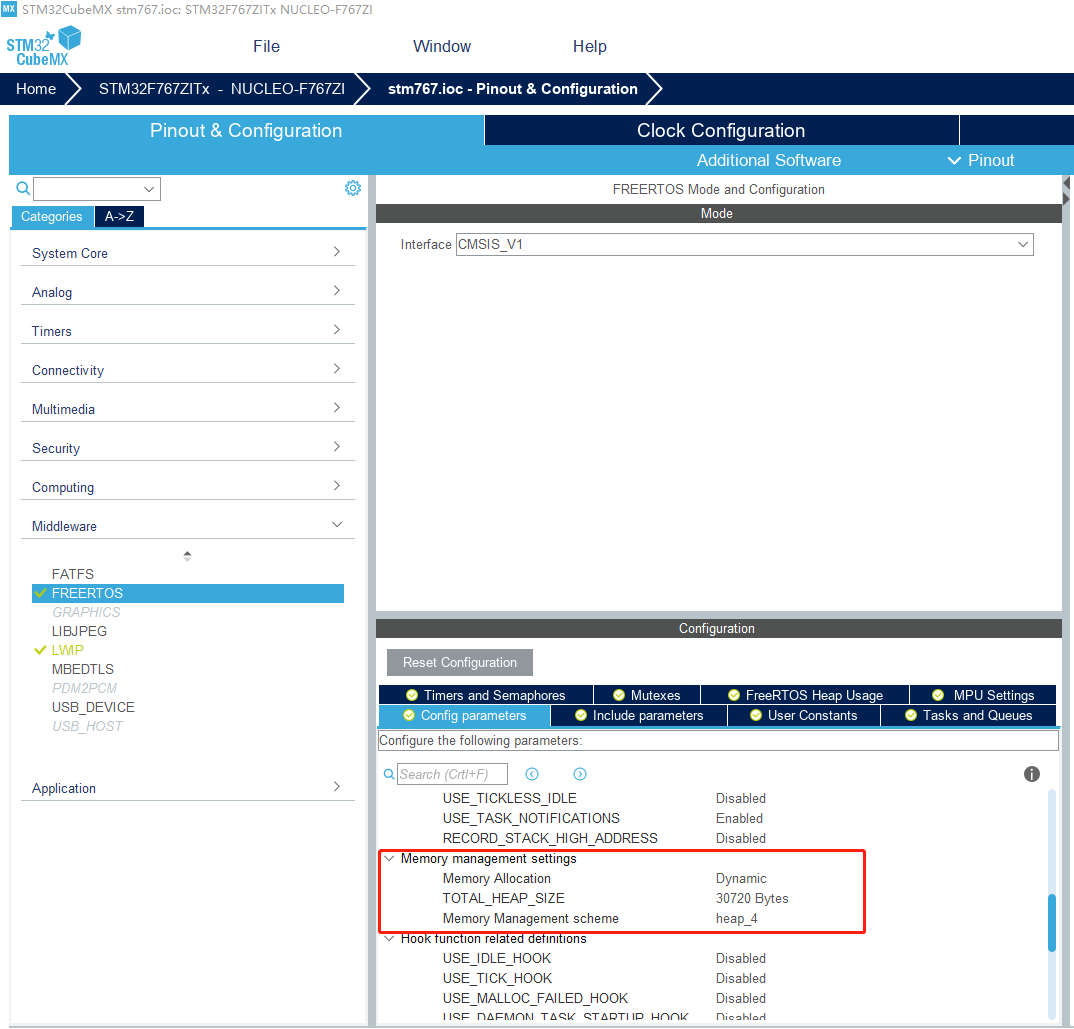 MX STM32CubeMX stm767.ioc: STM32F767ZITx NUCLEO-F767ZI
STM32
CubeMX
File Window Help
Home STM32F767ZITx - NUCLEO-F767ZI stm767.ioc - Pinout & Configuration
Pinout & Configuration Clock Configuration
Additional Software Pinout
Categories A->Z
System Core
Analog
Timers
Connectivity
Multimedia
Security
Computing
Middleware
FATFS
FREERTOS
GRAPHICS
LIBJPEG
LWIP
MBEDTLS
PDM2PCM
USB_DEVICE
USB_HOST
Application
FREERTOS Mode and Configuration
Mode
Interface CMSIS_V1
Configuration
Reset Configuration
Timers and Semaphores Mutexes FreeRTOS Heap Usage MPU Settings
Config parameters Include parameters User Constants Tasks and Queues
Configure the following parameters:
Search (Crtl+F)
USE_TICKLESS_IDLE Disabled
USE_TASK_NOTIFICATIONS Enabled
RECORD_STACK_HIGH_ADDRESS Disabled
Memory management settings
Memory Allocation Dynamic
TOTAL_HEAP_SIZE 30720 Bytes
Memory Management scheme heap_4
Hook function related definitions
USE_IDLE_HOOK Disabled
USE_TICK_HOOK Disabled
USE_MALLOC_FAILED_HOOK Disabled
USE_DAEMON_TASK_STARTUP_HOOK Disabled